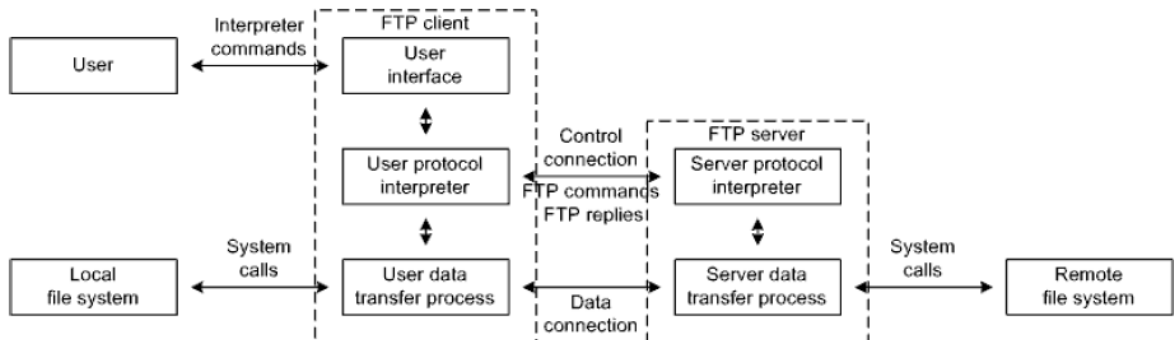 FTP client
Interpreter
commands
User
User
interface
FTP server
Control
connection
User protocol
interpreter
Server protocol
interpreter
FTP commands
FTP replies
System
calls
System
calls
Local
file system
User data
transfer process
Server data
transfer process
Remote
file system
Data
connection